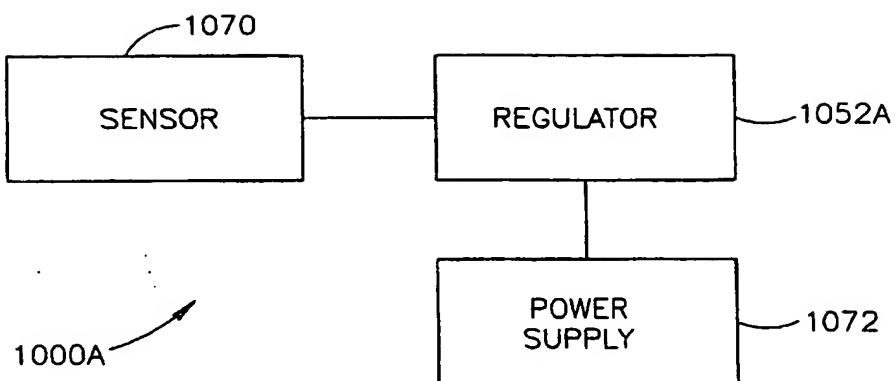 1070
SENSOR
REGULATOR
1052A
POWER
SUPPLY
1072
1000A